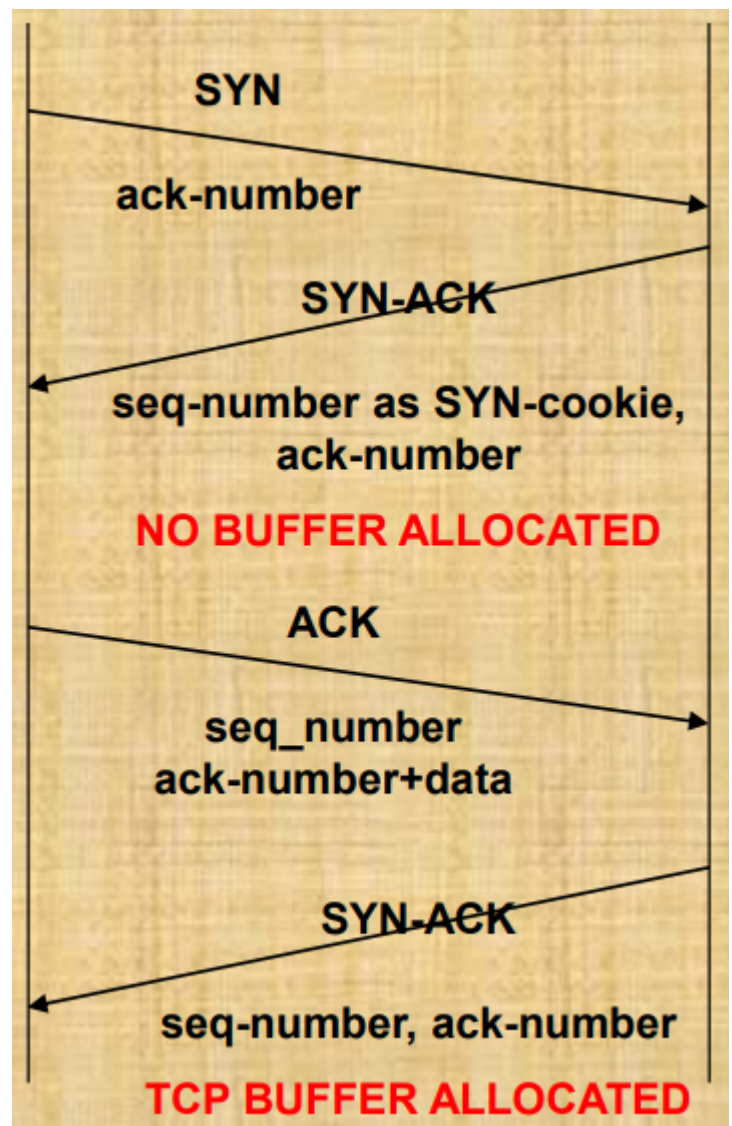 SYN
ack-number
SYN-ACK
seq-number as SYN-cookie,
ack-number
NO BUFFER ALLOCATED
ACK
seq_number
ack-number+data
SYN-ACK
seq-number, ack-number
TCP BUFFER ALLOCATED